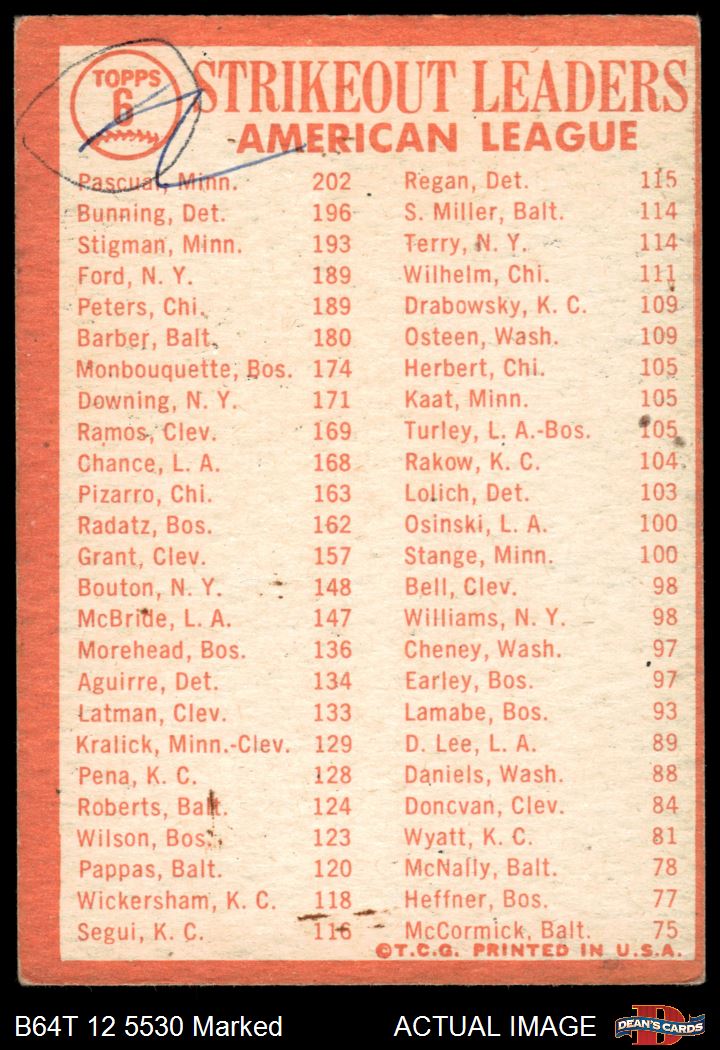 TOPPS
6
STRIKEOUT LEADERS
AMERICAN LEAGUE
Pascual, Minn. 202
Bunning, Det. 196
Stigman, Minn. 193
Ford, N. Y. 189
Peters, Chi. 189
Barber, Balt. 180
Monbouquette, Bos. 174
Downing, N. Y. 171
Ramos, Clev. 169
Chance, L. A. 168
Pizarro, Chi. 163
Radatz, Bos. 162
Grant, Clev. 157
Bouton, N. Y. 148
McBride, L. A. 147
Morehead, Bos. 136
Aguirre, Det. 134
Latman, Clev. 133
Kralick, Minn.-Clev. 129
Pena, K. C. 128
Roberts, Balt. 124
Wilson, Bos. 123
Pappas, Balt. 120
Wickersham, K. C. 118
Segui, K. C. 116
Regan, Det. 115
S. Miller, Balt. 114
Terry, N. Y. 114
Wilhelm, Chi. 111
Drabowsky, K. C. 109
Osteen, Wash. 109
Herbert, Chi. 105
Kaat, Minn. 105
Turley, L. A.-Bos. 105
Rakow, K. C. 104
Lolich, Det. 103
Osinski, L. A. 100
Stange, Minn. 100
Bell, Clev. 98
Williams, N. Y. 98
Cheney, Wash. 97
Earley, Bos. 97
Lamabe, Bos. 93
D. Lee, L. A. 89
Daniels, Wash. 88
Doncvan, Clev. 84
Wyatt, K. C. 81
McNally, Balt. 78
Heffner, Bos. 77
McCormick, Balt. 75
©T.C.G. PRINTED IN U.S.A.
B64T 12 5530 Marked
ACTUAL IMAGE
DEAN'S CARDS